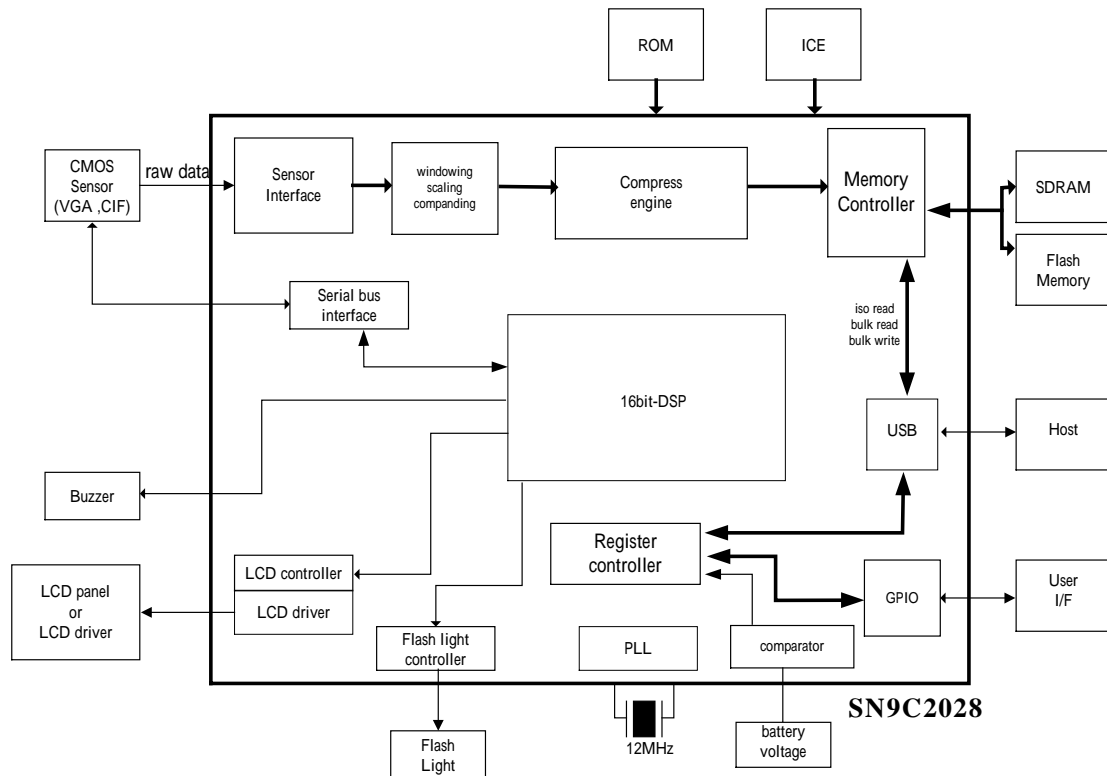 ROM
ICE
CMOS
Sensor
(VGA ,CIF)
raw data
Sensor
Interface
windowing
scaling
companding
Compress
engine
Memory
Controller
SDRAM
Flash
Memory
Serial bus
interface
iso read
bulk read
bulk write
16bit-DSP
USB
Host
Buzzer
Register
controller
LCD controller
LCD driver
LCD panel
or
LCD driver
GPIO
User
I/F
Flash light
controller
PLL
comparator
SN9C2028
12MHz
battery
voltage
Flash
Light